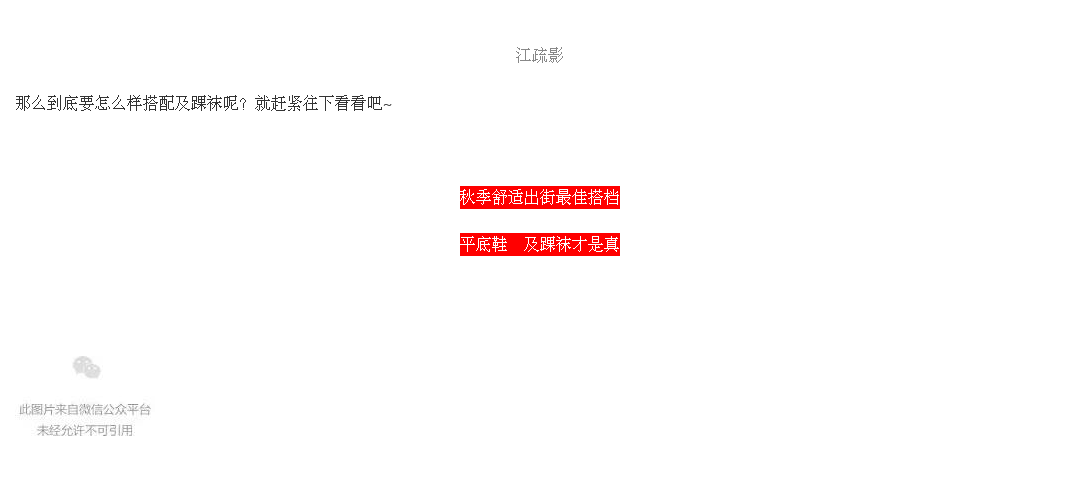 江疏影
那么到底要怎么样搭配及踝袜呢？就赶紧往下看看吧~
秋季舒适出街最佳搭档
平底鞋　及踝袜才是真
此图片来自微信公众平台
未经允许不可引用